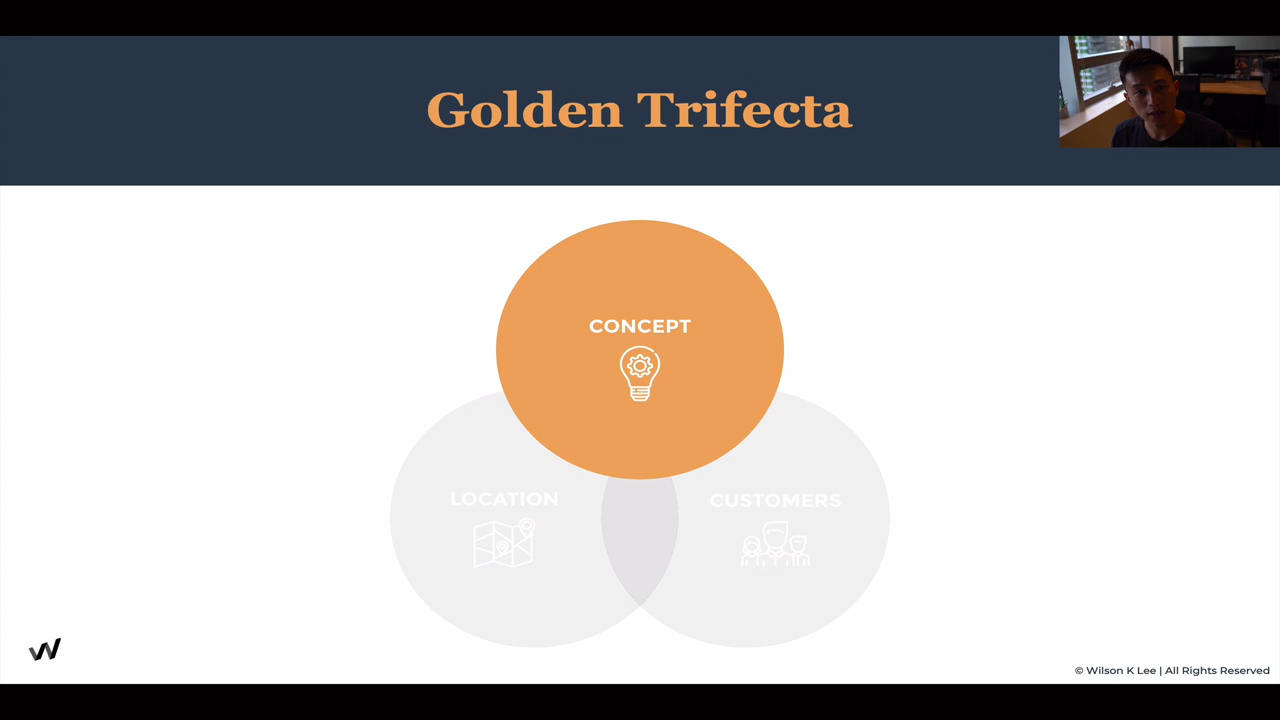 Golden Trifecta
CONCEPT
LOCATION
CUSTOMERS
© Wilson K Lee | All Rights Reserved